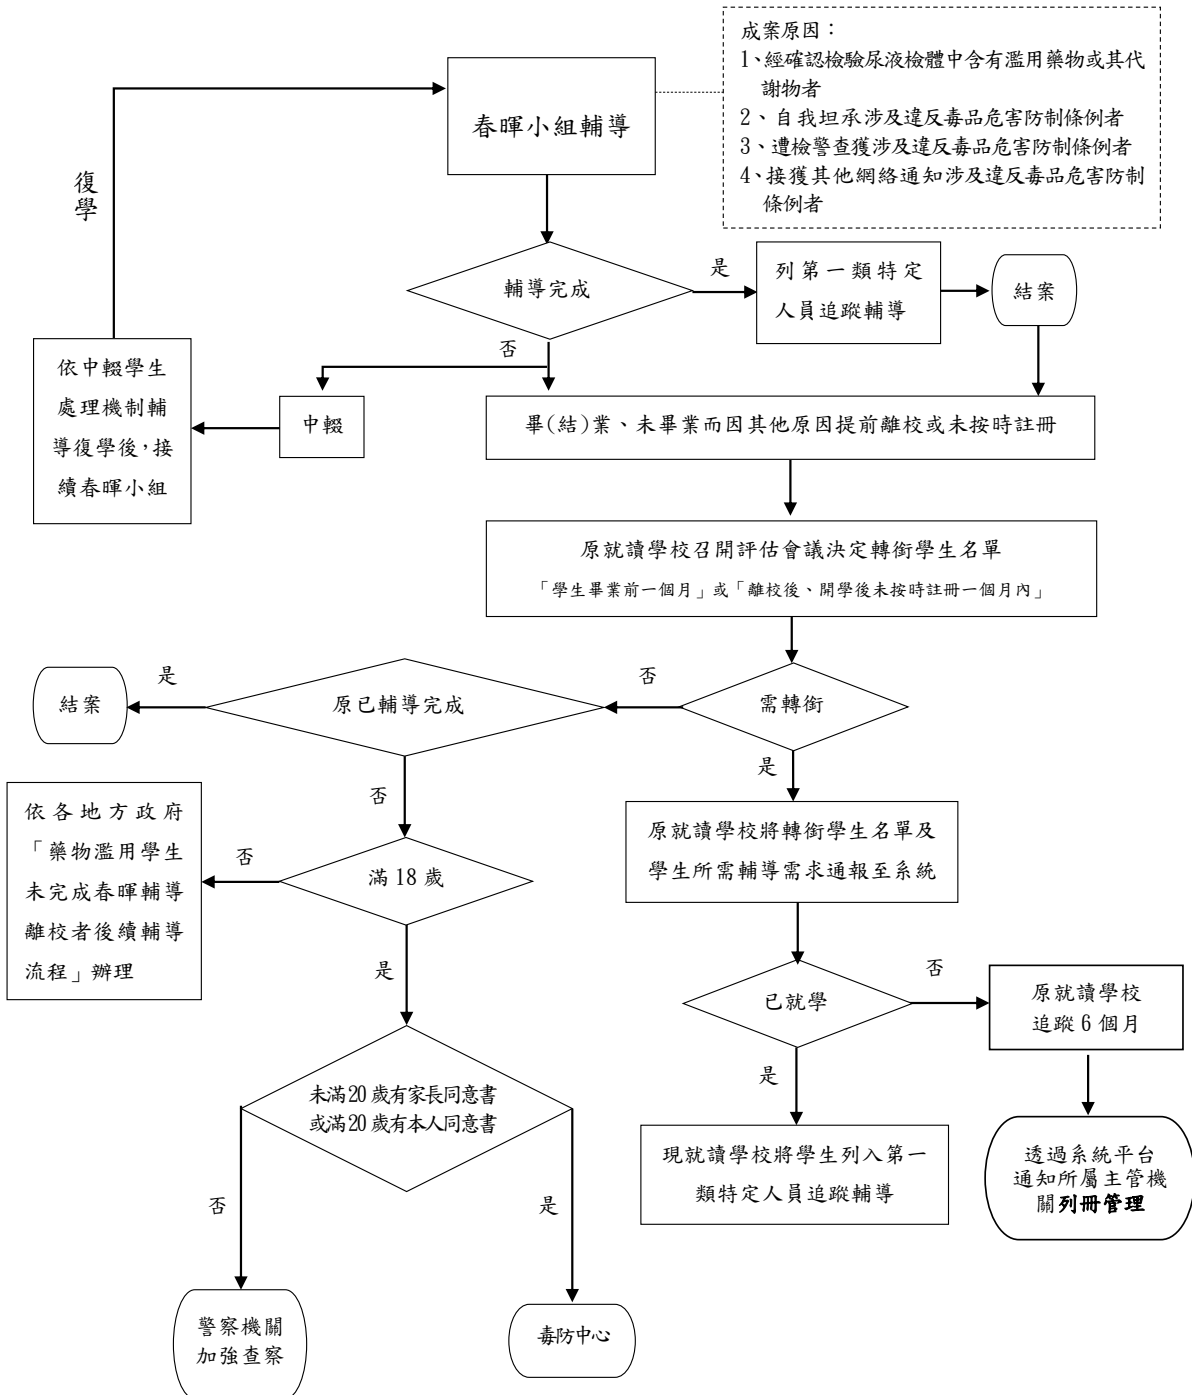 成案原因：
1、經確認檢驗尿液檢體中含有濫用藥物或其代
謝物者
2、自我坦承涉及違反毒品危害防制條例者
3、遭檢警查獲涉及違反毒品危害防制條例者
4、接獲其他網絡通知涉及違反毒品危害防制
條例者
春暉小組輔導
復學
輔導完成
是
列第一類特定
人員追蹤輔導
結案
否
依中輟學生
處理機制輔
導復學後，接
續春暉小組
中輟
畢(結)業、未畢業而因其他原因提前離校或未按時註冊
原就讀學校召開評估會議決定轉銜學生名單
「學生畢業前一個月」或「離校後、開學後未按時註冊一個月內」
結案
是
原已輔導完成
否
需轉銜
是
否
依各地方政府
「藥物濫用學生
未完成春暉輔導
離校者後續輔導
流程」辦理
否
滿18歲
原就讀學校將轉銜學生名單及
學生所需輔導需求通報至系統
是
已就學
否
原就讀學校
追蹤6個月
是
未滿20歲有家長同意書
或滿20歲有本人同意書
現就讀學校將學生列入第一
類特定人員追蹤輔導
透過系統平台
通知所屬主管機
關列冊管理
否
是
警察機關
加強查察
毒防中心